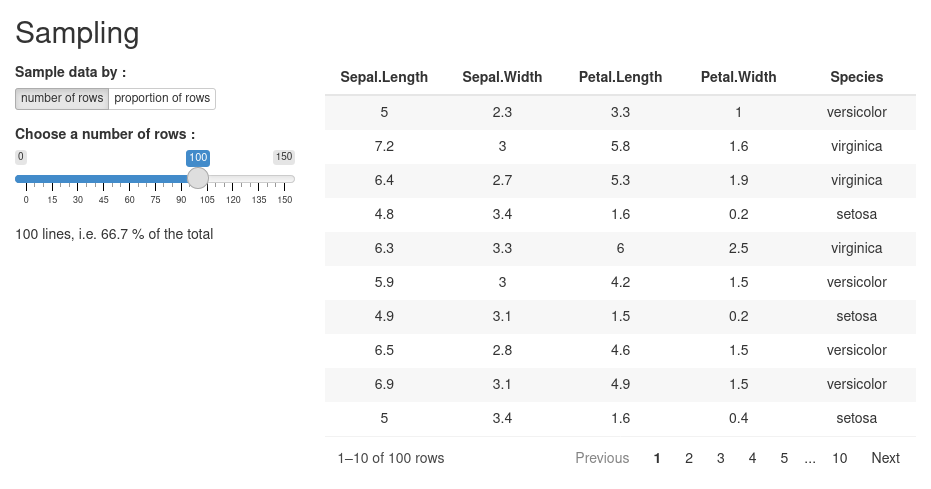 Sampling
Sample data by :
number of rows proportion of rows
Choose a number of rows :
0 100 150
0 15 30 45 60 75 90 105 120 135 150
100 lines, i.e. 66.7 % of the total
Sepal.Length Sepal.Width Petal.Length Petal.Width Species
5 2.3 3.3 1 versicolor
7.2 3 5.8 1.6 virginica
6.4 2.7 5.3 1.9 virginica
4.8 3.4 1.6 0.2 setosa
6.3 3.3 6 2.5 virginica
5.9 3 4.2 1.5 versicolor
4.9 3.1 1.5 0.2 setosa
6.5 2.8 4.6 1.5 versicolor
6.9 3.1 4.9 1.5 versicolor
5 3.4 1.6 0.4 setosa
1–10 of 100 rows Previous 1 2 3 4 5 ... 10 Next